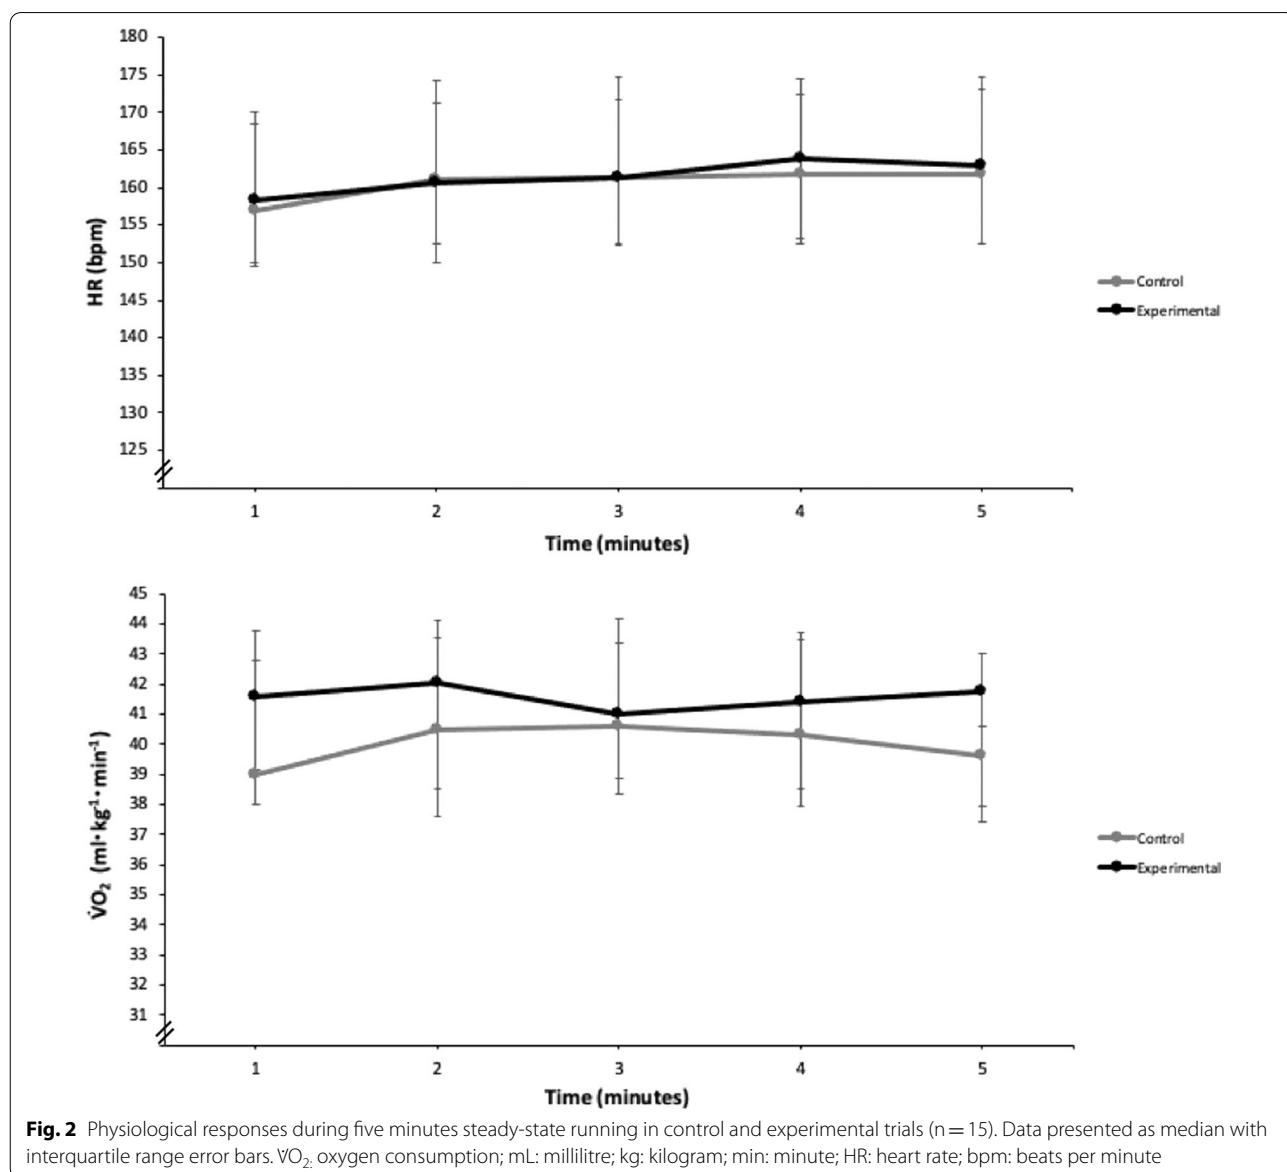 180
175
170
165
160
155
150
145
140
135
130
125
HR (bpm)
1 2 3 4 5
Time (minutes)
Control
Experimental
45
44
43
42
41
40
39
38
37
36
35
34
33
32
31
V̇O₂ (ml·kg⁻¹·min⁻¹)
1 2 3 4 5
Time (minutes)
Control
Experimental
Fig. 2 Physiological responses during five minutes steady-state running in control and experimental trials (n = 15). Data presented as median with
interquartile range error bars. V̇O₂: oxygen consumption; mL: millilitre; kg: kilogram; min: minute; HR: heart rate; bpm: beats per minute